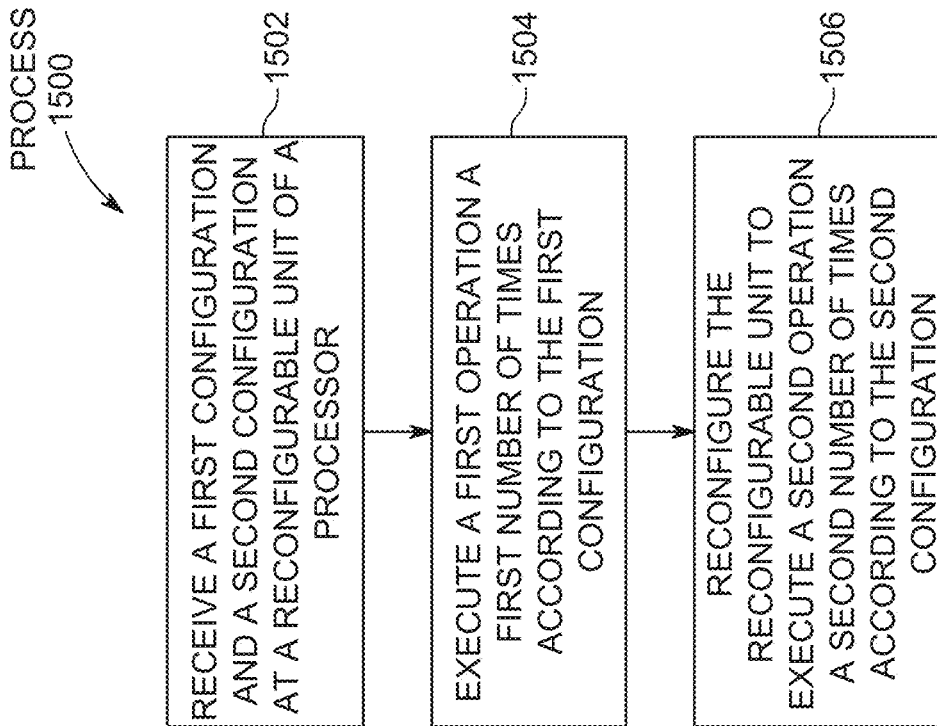 PROCESS
1500
RECEIVE A FIRST CONFIGURATION
AND A SECOND CONFIGURATION
AT A RECONFIGURABLE UNIT OF A
PROCESSOR
1502
EXECUTE A FIRST OPERATION A
FIRST NUMBER OF TIMES
ACCORDING TO THE FIRST
CONFIGURATION
1504
RECONFIGURE THE
RECONFIGURABLE UNIT TO
EXECUTE A SECOND OPERATION
A SECOND NUMBER OF TIMES
ACCORDING TO THE SECOND
CONFIGURATION
1506